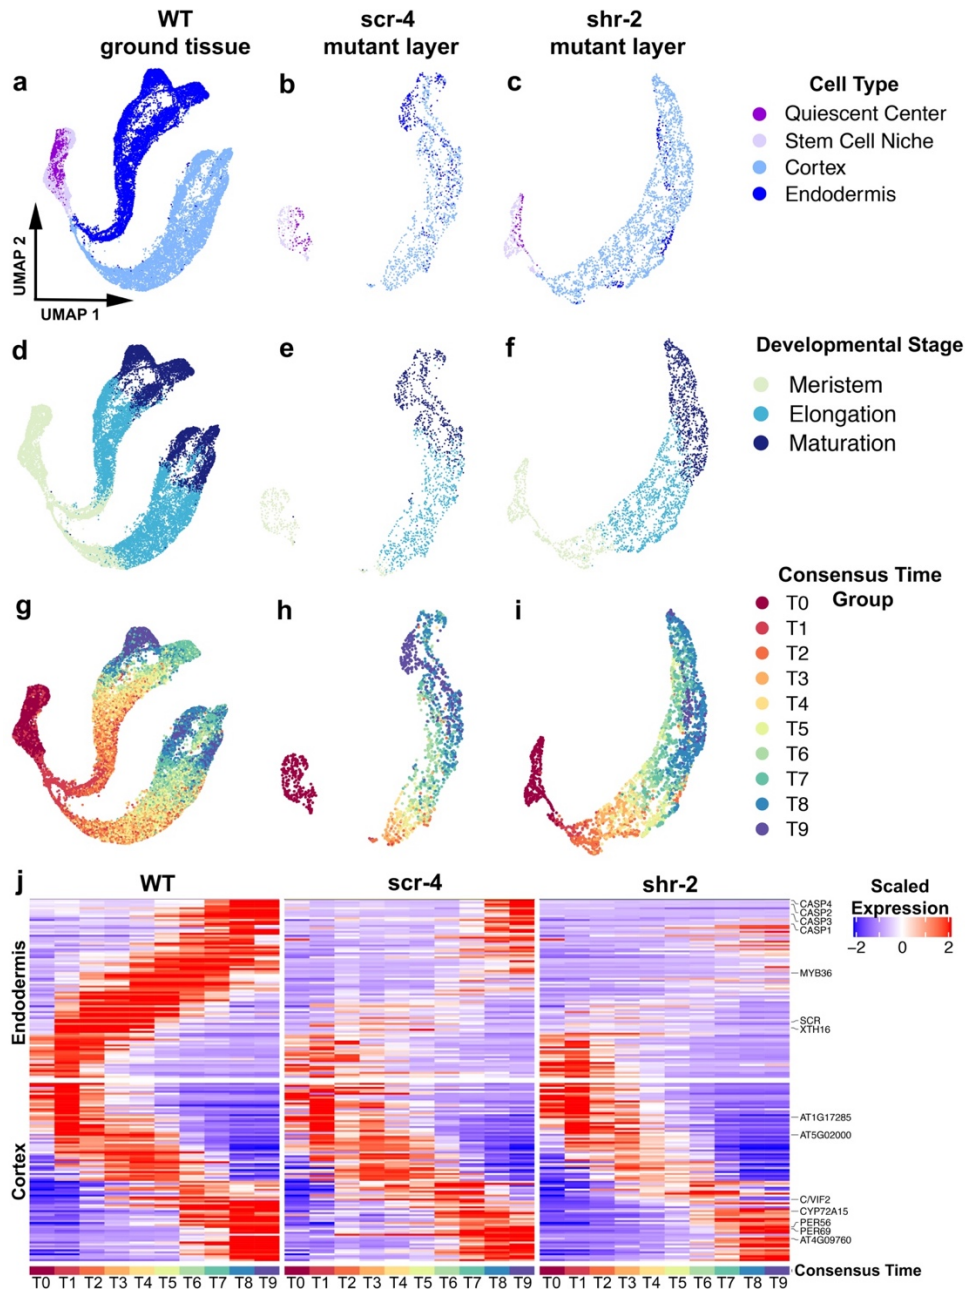 WT
ground tissue
scr-4
mutant layer
shr-2
mutant layer
a
b
c
Cell Type
Quiescent Center
Stem Cell Niche
Cortex
Endodermis
UMAP 2
UMAP 1
d
e
f
Developmental Stage
Meristem
Elongation
Maturation
g
h
i
Consensus Time
Group
T0
T1
T2
T3
T4
T5
T6
T7
T8
T9
j
WT
scr-4
shr-2
Scaled
Expression
-2 0 2
Endodermis
Cortex
CASP4
CASP2
CASP3
CASP1
MYB36
SCR
XTH16
AT1G17285
AT5G02000
C/VIF2
CYP72A15
PER56
PER69
AT4G09760
Consensus Time
T0 T1 T2 T3 T4 T5 T6 T7 T8 T9
T0 T1 T2 T3 T4 T5 T6 T7 T8 T9
T0 T1 T2 T3 T4 T5 T6 T7 T8 T9